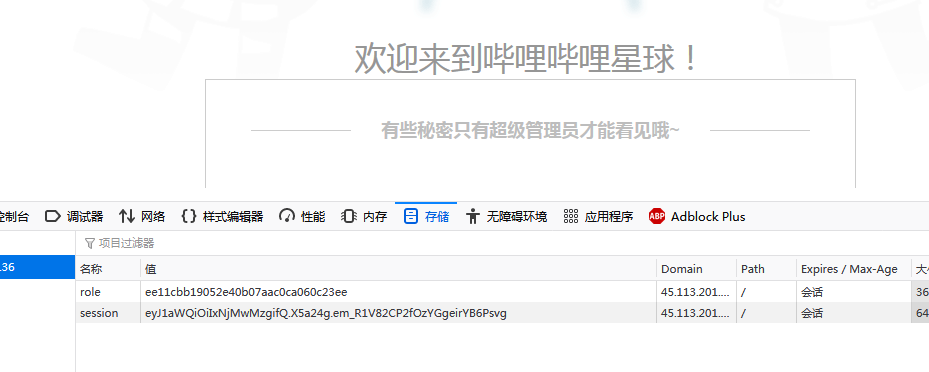 欢迎来到哔哩哔哩星球！
有些秘密只有超级管理员才能看见哦~
控制台 调试器 网络 样式编辑器 性能 内存 存储 无障碍环境 应用程序 ABP Adblock Plus
项目过滤器
.136
名称 值 Domain Path Expires / Max-Age 大
role ee11cbb19052e40b07aac0ca060c23ee 45.113.201.... / 会话 36
session eyJ1aWQiOiIxNjMwMzgifQ.X5a24g.em_R1V82CP2fOzYGgeirYB6Psvg 45.113.201.... / 会话 64